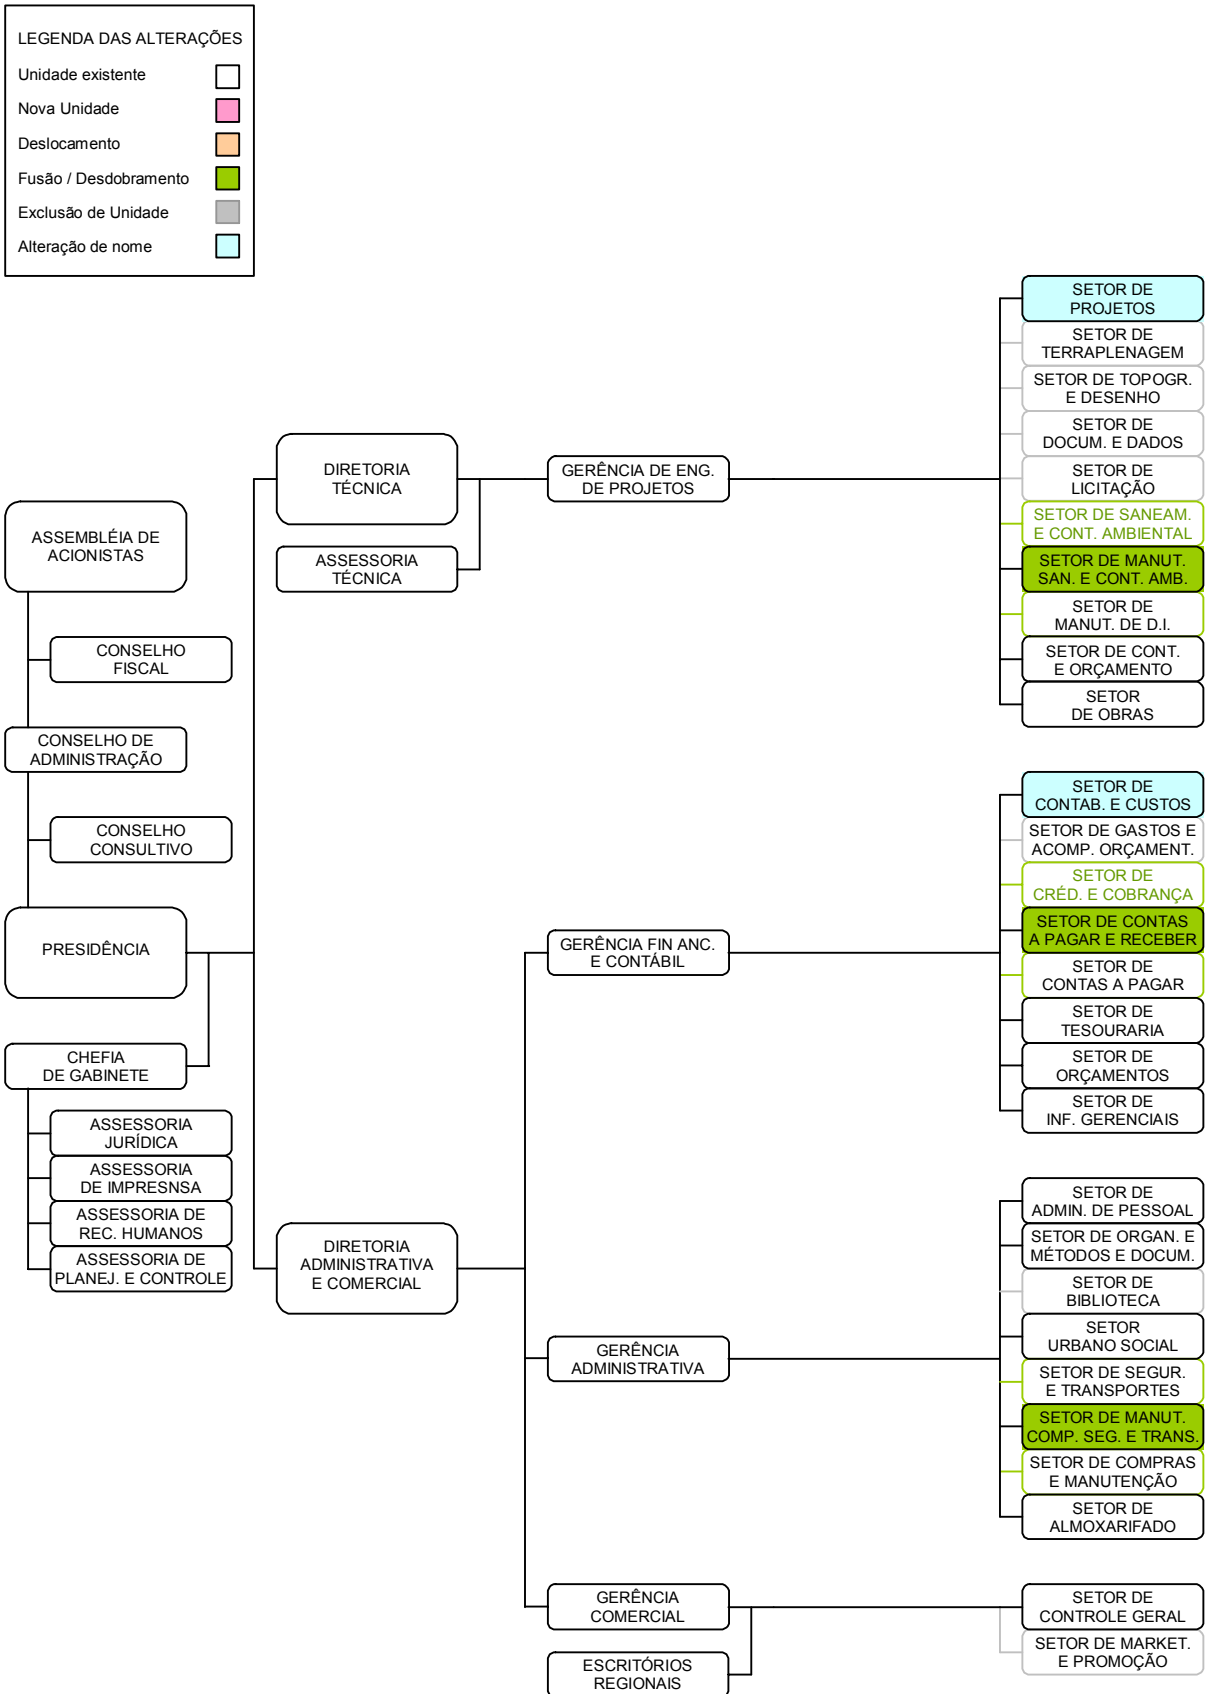 LEGENDA DAS ALTERAÇÕES
Unidade existente
Nova Unidade
Deslocamento
Fusão / Desdobramento
Exclusão de Unidade
Alteração de nome
ASSEMBLÉIA DE
ACIONISTAS
CONSELHO
FISCAL
CONSELHO DE
ADMINISTRAÇÃO
CONSELHO
CONSULTIVO
PRESIDÊNCIA
CHEFIA
DE GABINETE
ASSESSORIA
JURÍDICA
ASSESSORIA
DE IMPRESNSA
ASSESSORIA DE
REC. HUMANOS
ASSESSORIA DE
PLANEJ. E CONTROLE
DIRETORIA
TÉCNICA
ASSESSORIA
TÉCNICA
DIRETORIA
ADMINISTRATIVA
E COMERCIAL
GERÊNCIA DE ENG.
DE PROJETOS
GERÊNCIA FIN ANC.
E CONTÁBIL
GERÊNCIA
ADMINISTRATIVA
GERÊNCIA
COMERCIAL
ESCRITÓRIOS
REGIONAIS
SETOR DE
PROJETOS
SETOR DE
TERRAPLENAGEM
SETOR DE TOPOGR.
E DESENHO
SETOR DE
DOCUM. E DADOS
SETOR DE
LICITAÇÃO
SETOR DE SANEAM.
E CONT. AMBIENTAL
SETOR DE MANUT.
SAN. E CONT. AMB.
SETOR DE
MANUT. DE D.I.
SETOR DE CONT.
E ORÇAMENTO
SETOR
DE OBRAS
SETOR DE
CONTAB. E CUSTOS
SETOR DE GASTOS E
ACOMP. ORÇAMENT.
SETOR DE
CRÉD. E COBRANÇA
SETOR DE CONTAS
A PAGAR E RECEBER
SETOR DE
CONTAS A PAGAR
SETOR DE
TESOURARIA
SETOR DE
ORÇAMENTOS
SETOR DE
INF. GERENCIAIS
SETOR DE
ADMIN. DE PESSOAL
SETOR DE ORGAN. E
MÉTODOS E DOCUM.
SETOR DE
BIBLIOTECA
SETOR
URBANO SOCIAL
SETOR DE SEGUR.
E TRANSPORTES
SETOR DE MANUT.
COMP. SEG. E TRANS.
SETOR DE COMPRAS
E MANUTENÇÃO
SETOR DE
ALMOXARIFADO
SETOR DE
CONTROLE GERAL
SETOR DE MARKET.
E PROMOÇÃO